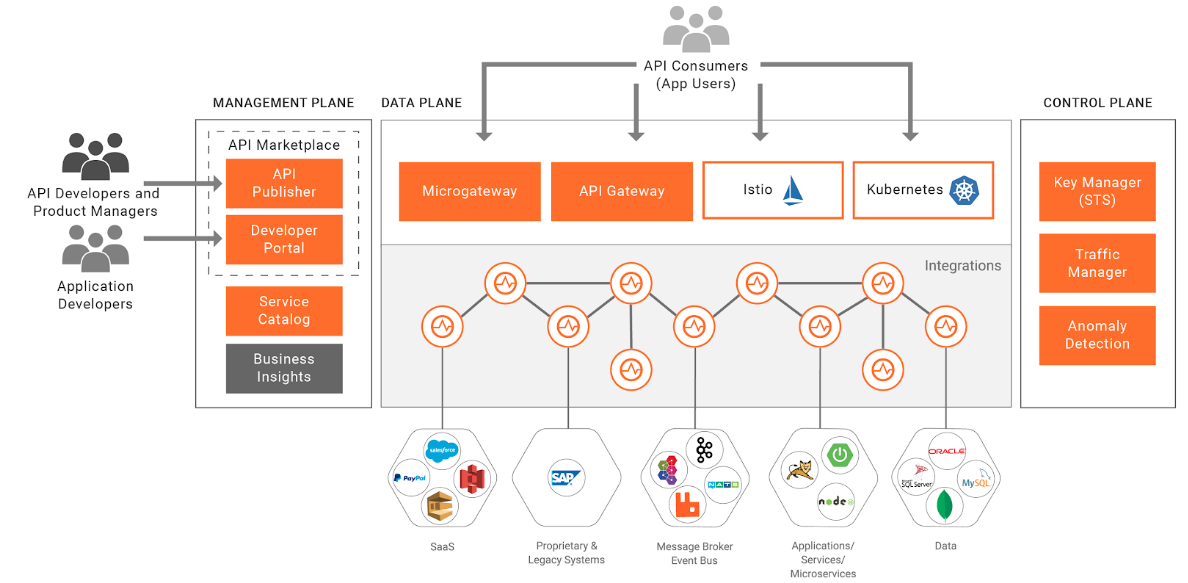 API Consumers
(App Users)
MANAGEMENT PLANE
DATA PLANE
CONTROL PLANE
API Marketplace
API
Publisher
Developer
Portal
Service
Catalog
Business
Insights
API Developers and
Product Managers
Application
Developers
Microgateway
API Gateway
Istio
Kubernetes
Integrations
Key Manager
(STS)
Traffic
Manager
Anomaly
Detection
salesforce
PayPal
SAP
NATS
node
ORACLE
SQL Server
MySQL
SaaS
Proprietary &
Legacy Systems
Message Broker
Event Bus
Applications/
Services/
Microservices
Data